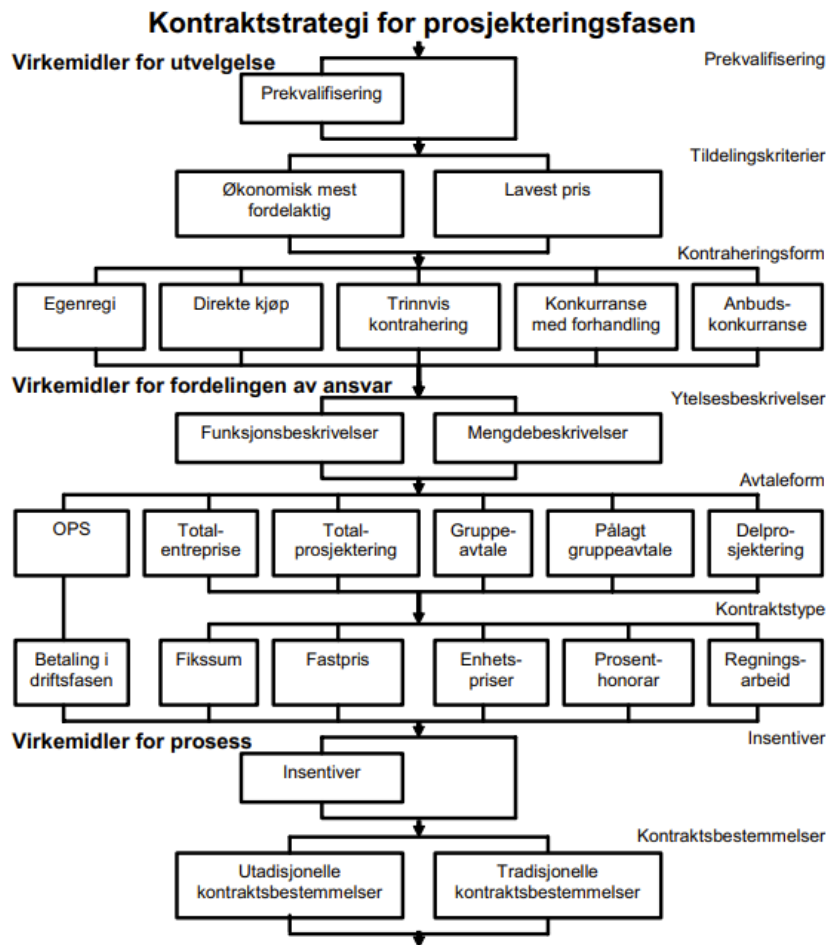 Kontraktstrategi for prosjekteringsfasen
Virkemidler for utvelgelse
Prekvalifisering
Prekvalifisering
Tildelingskriterier
Økonomisk mest
fordelaktig
Lavest pris
Kontraheringsform
Egenregi
Direkte kjøp
Trinnvis
kontrahering
Konkurranse
med forhandling
Anbuds-
konkurranse
Virkemidler for fordelingen av ansvar
Ytelsesbeskrivelser
Funksjonsbeskrivelser
Mengdebeskrivelser
Avtaleform
OPS
Total-
entreprise
Total-
prosjektering
Gruppe-
avtale
Pålagt
gruppeavtale
Delpro-
sjektering
Kontraktstype
Betaling i
driftsfasen
Fikssum
Fastpris
Enhets-
priser
Prosent-
honorar
Regnings-
arbeid
Virkemidler for prosess
Insentiver
Insentiver
Kontraktsbestemmelser
Utadisjonelle
kontraktsbestemmelser
Tradisjonelle
kontraktsbestemmelser